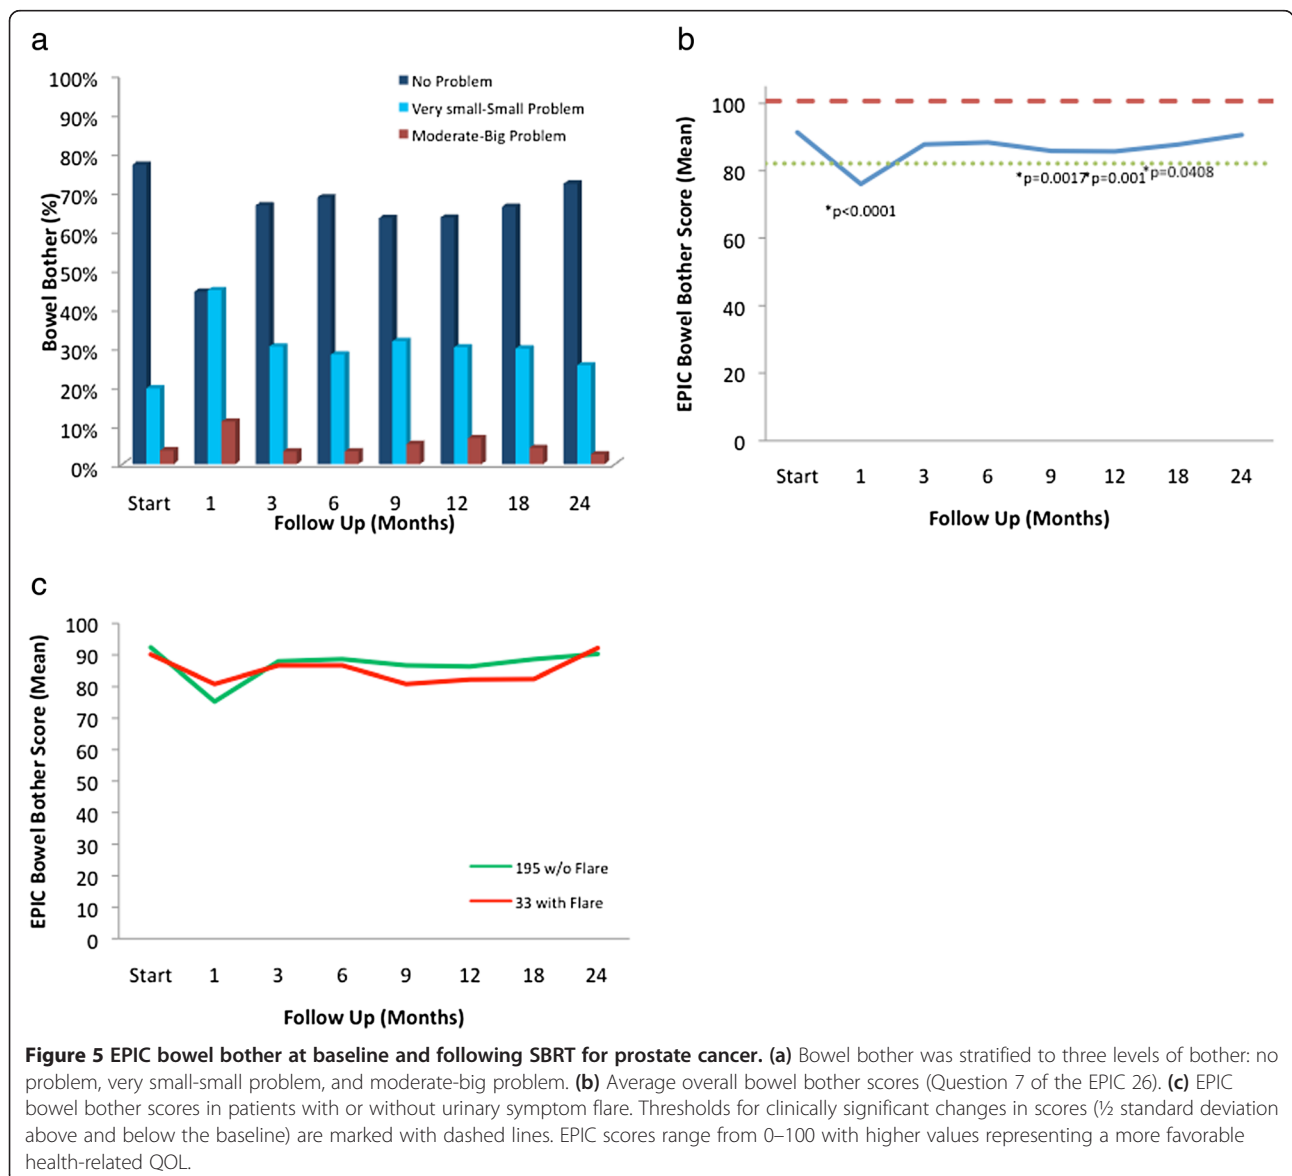 a
100%
90%
80%
70%
60%
50%
40%
30%
20%
10%
0%
Bowel Bother (%)
No Problem
Very small-Small Problem
Moderate-Big Problem
Start 1 3 6 9 12 18 24
Follow Up (Months)
b
100
80
60
40
20
0
EPIC Bowel Bother Score (Mean)
*p<0.0001
*p=0.0017
*p=0.001
*p=0.0408
Start 1 3 6 9 12 18 24
Follow Up (Months)
c
100
90
80
70
60
50
40
30
20
10
0
EPIC Bowel Bother Score (Mean)
195 w/o Flare
33 with Flare
Start 1 3 6 9 12 18 24
Follow Up (Months)
Figure 5 EPIC bowel bother at baseline and following SBRT for prostate cancer. (a) Bowel bother was stratified to three levels of bother: no
problem, very small-small problem, and moderate-big problem. (b) Average overall bowel bother scores (Question 7 of the EPIC 26). (c) EPIC
bowel bother scores in patients with or without urinary symptom flare. Thresholds for clinically significant changes in scores (½ standard deviation
above and below the baseline) are marked with dashed lines. EPIC scores range from 0–100 with higher values representing a more favorable
health-related QOL.